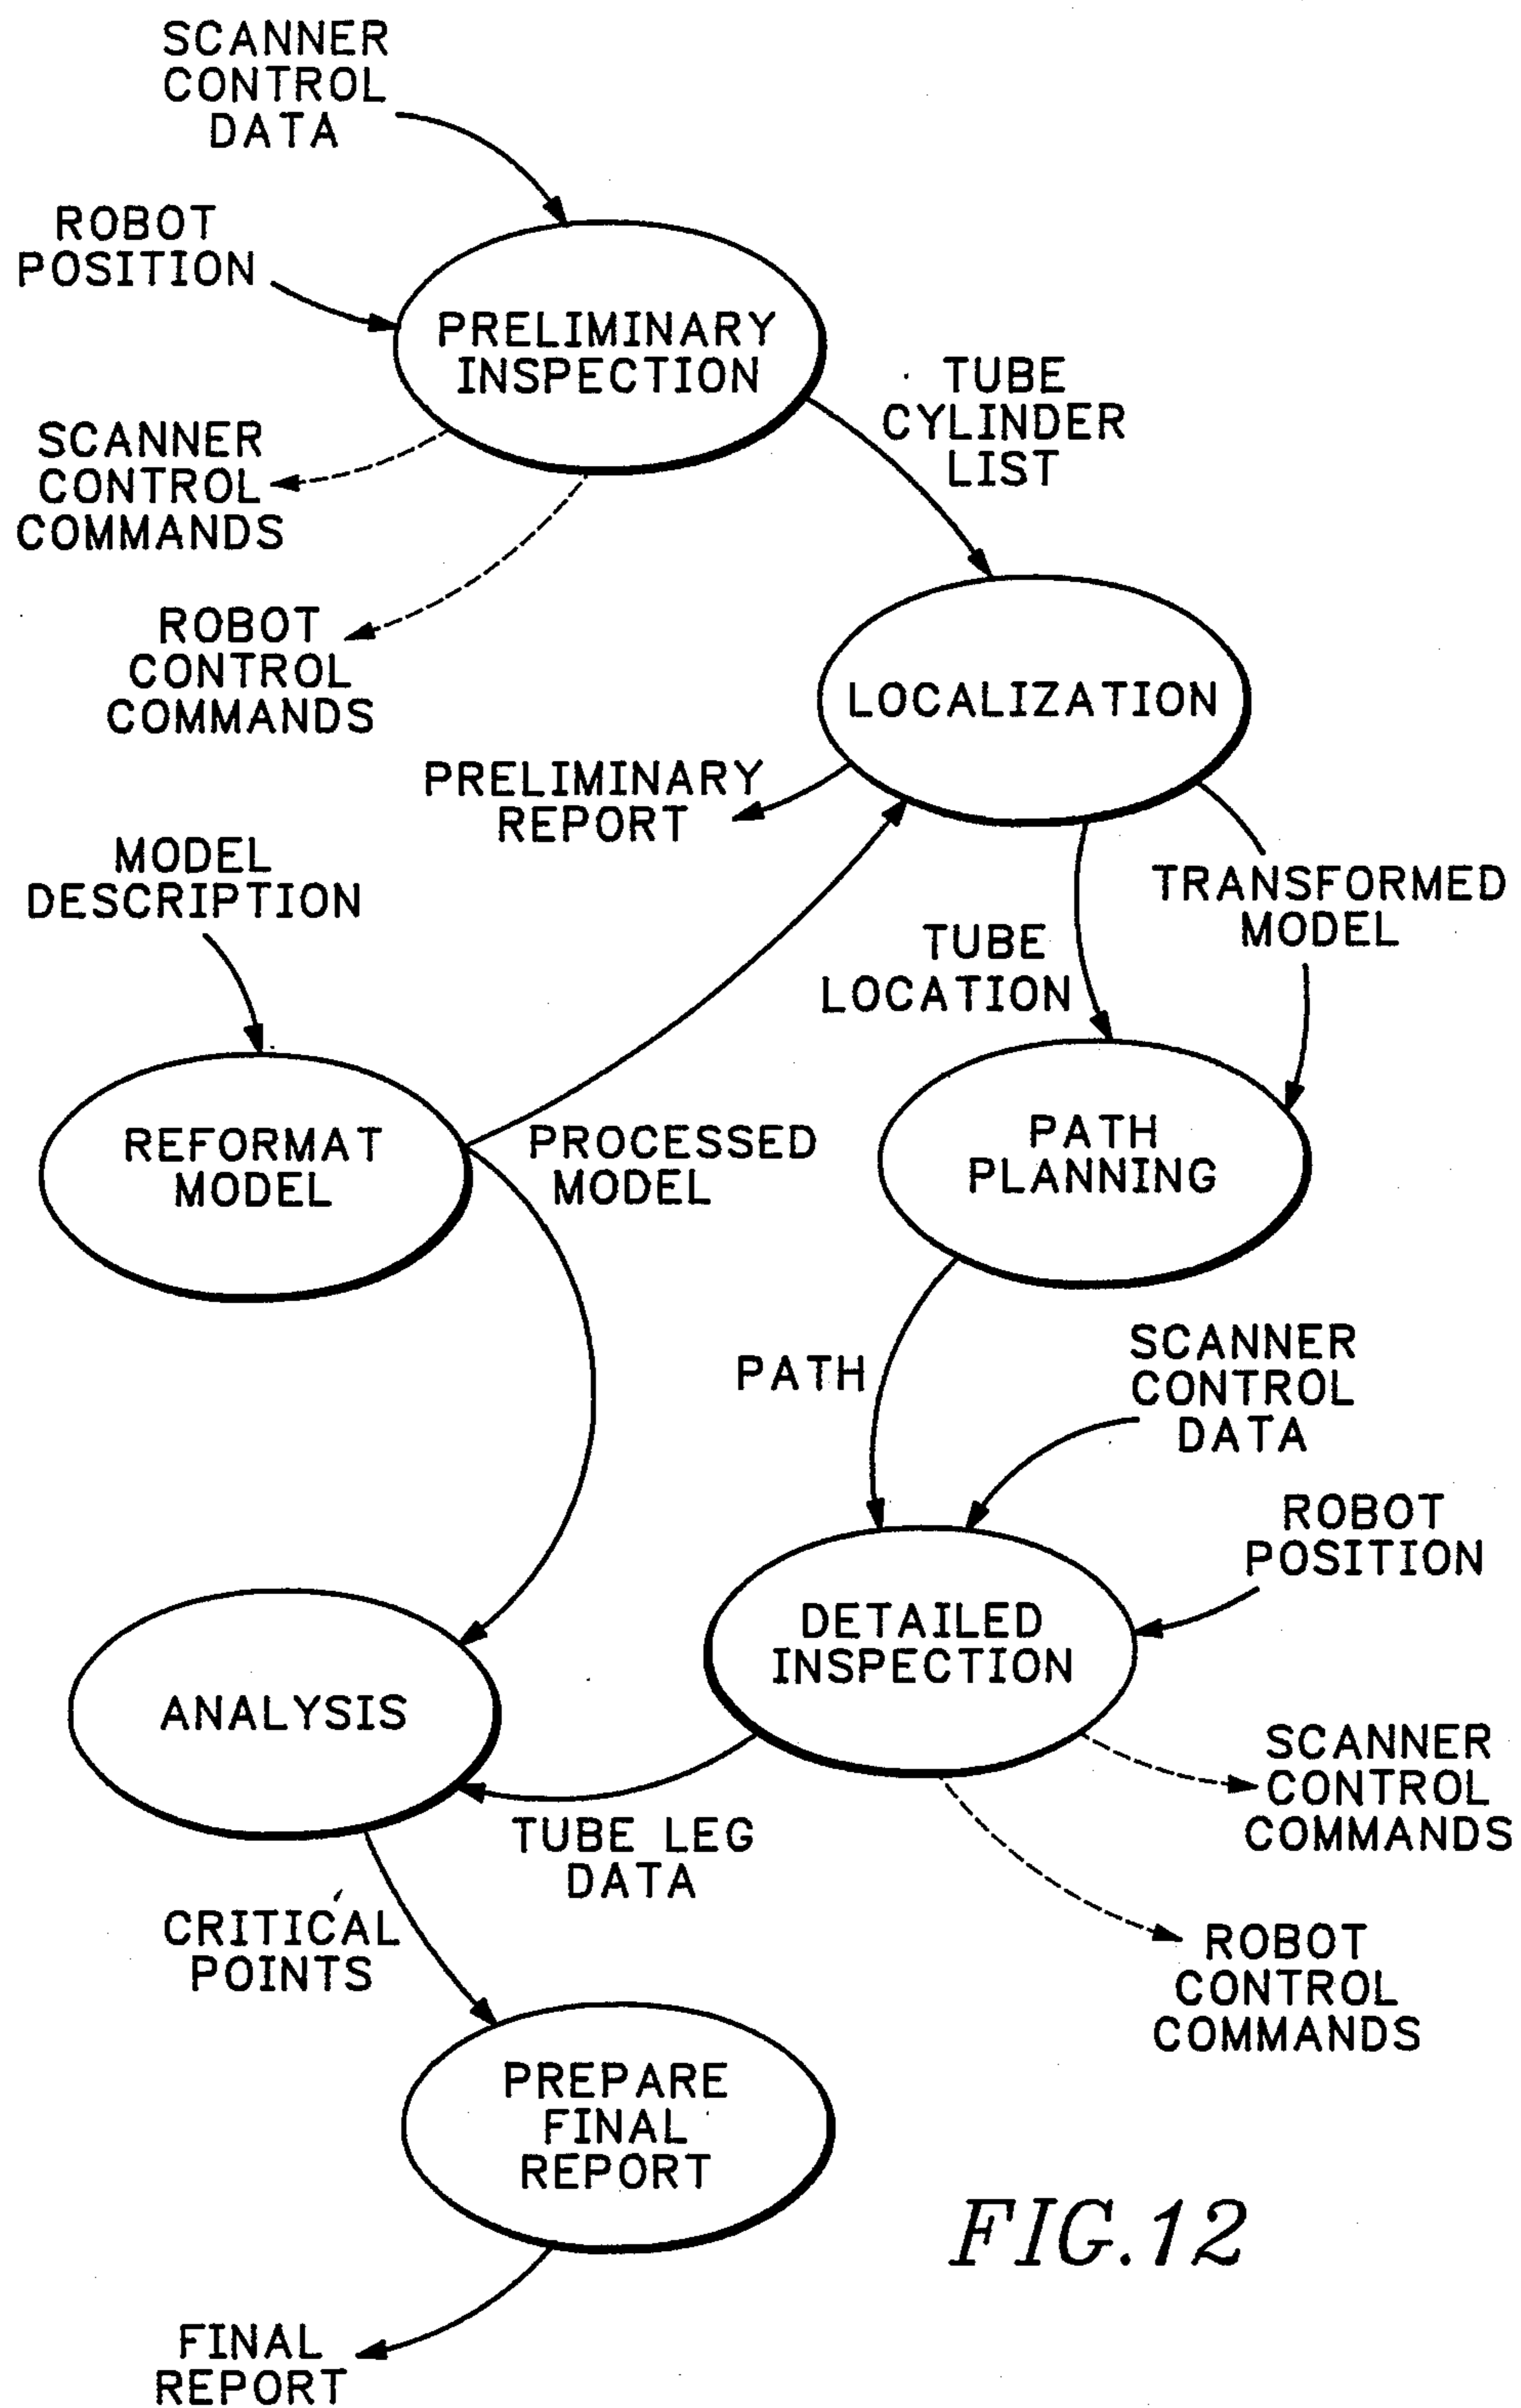 SCANNER
CONTROL
DATA
ROBOT
POSITION
PRELIMINARY
INSPECTION
TUBE
CYLINDER
LIST
SCANNER
CONTROL
COMMANDS
ROBOT
CONTROL
COMMANDS
LOCALIZATION
PRELIMINARY
REPORT
MODEL
DESCRIPTION
TRANSFORMED
MODEL
TUBE
LOCATION
REFORMAT
MODEL
PROCESSED
MODEL
PATH
PLANNING
PATH
SCANNER
CONTROL
DATA
ROBOT
POSITION
DETAILED
INSPECTION
ANALYSIS
SCANNER
CONTROL
COMMANDS
TUBE LEG
DATA
CRITICAL
POINTS
ROBOT
CONTROL
COMMANDS
PREPARE
FINAL
REPORT
FIG.12
FINAL
REPORT